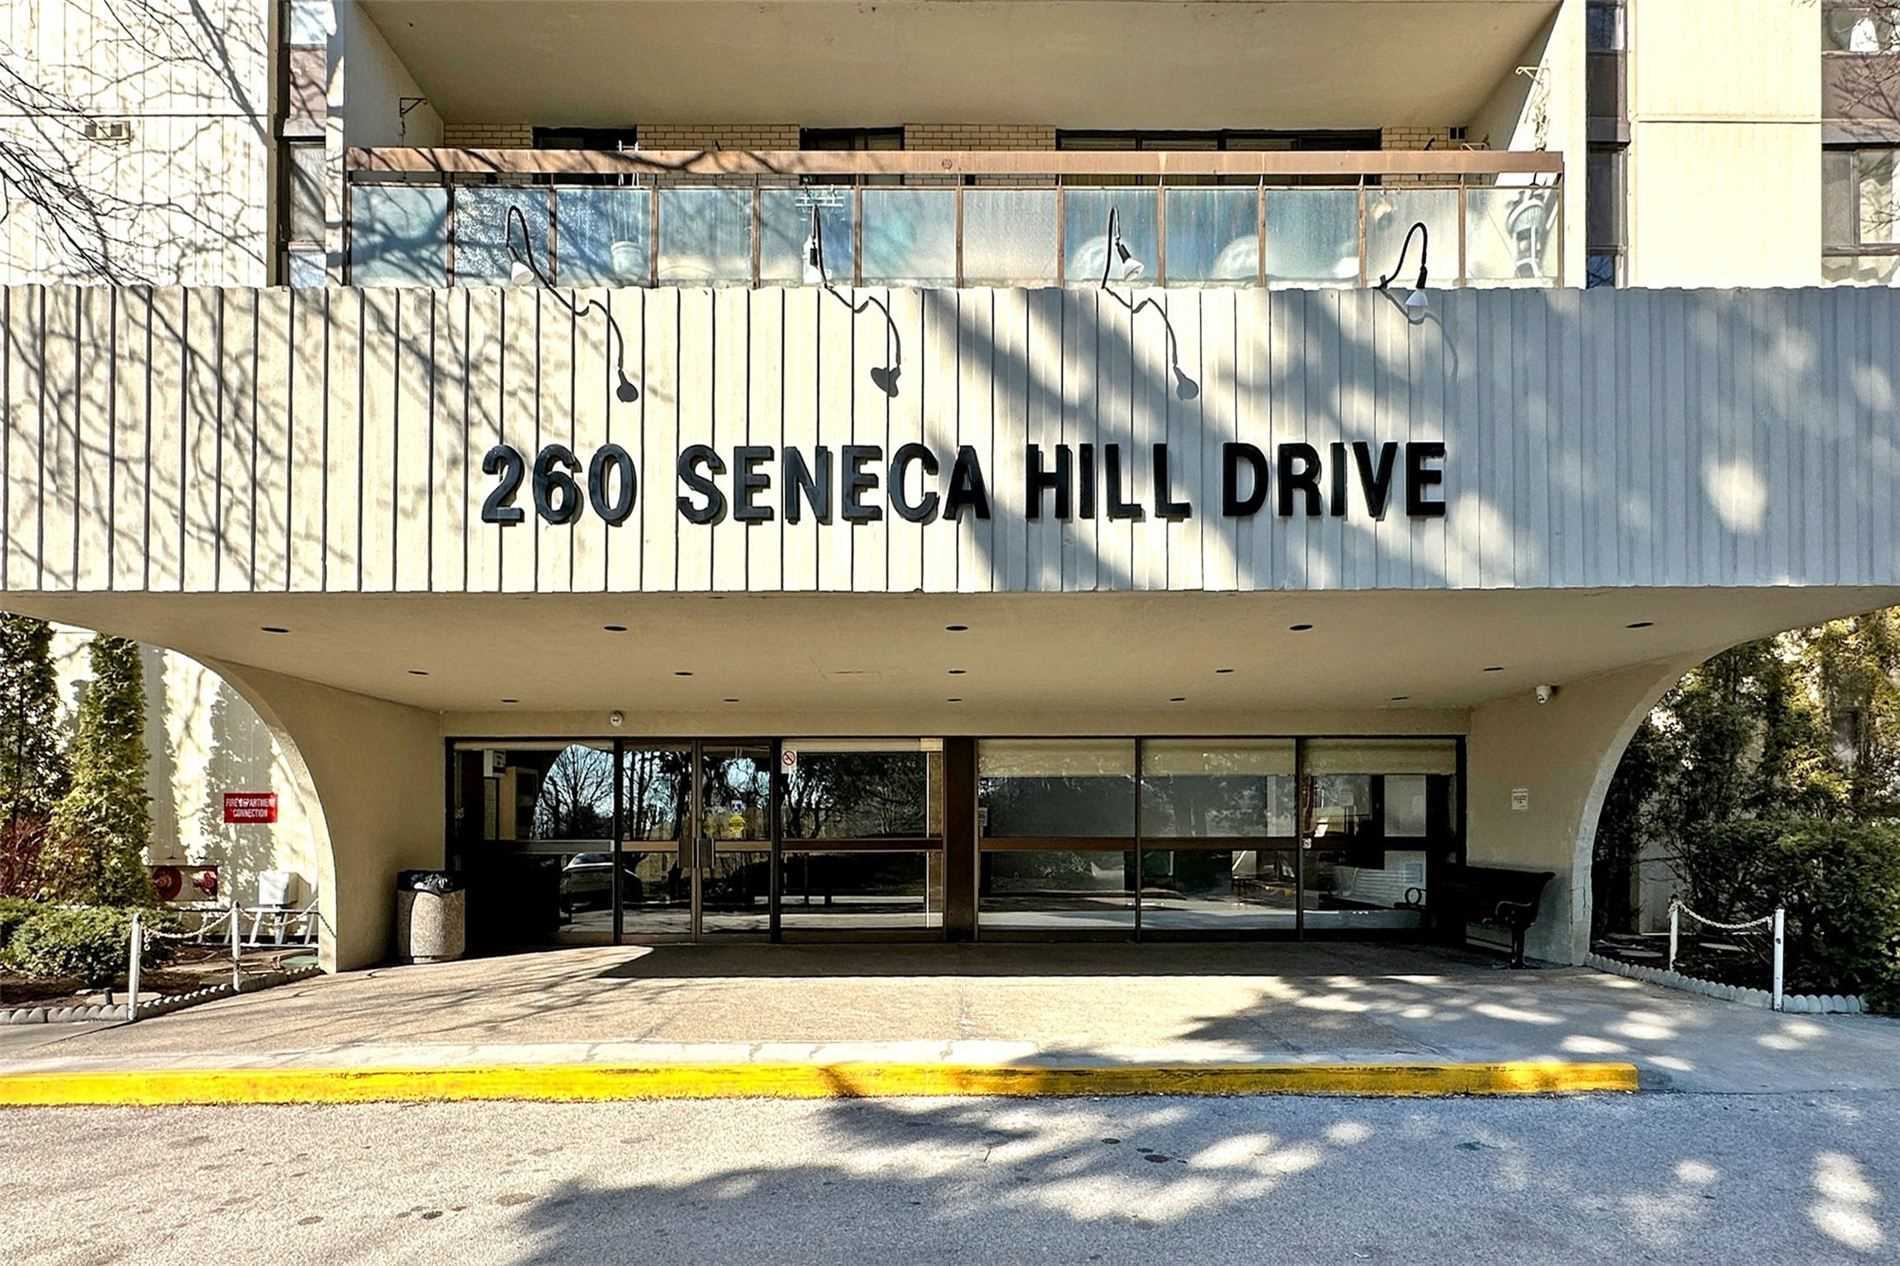 260 SENECA HILL DRIVE
FIRE DEPARTMENT
CONNECTION